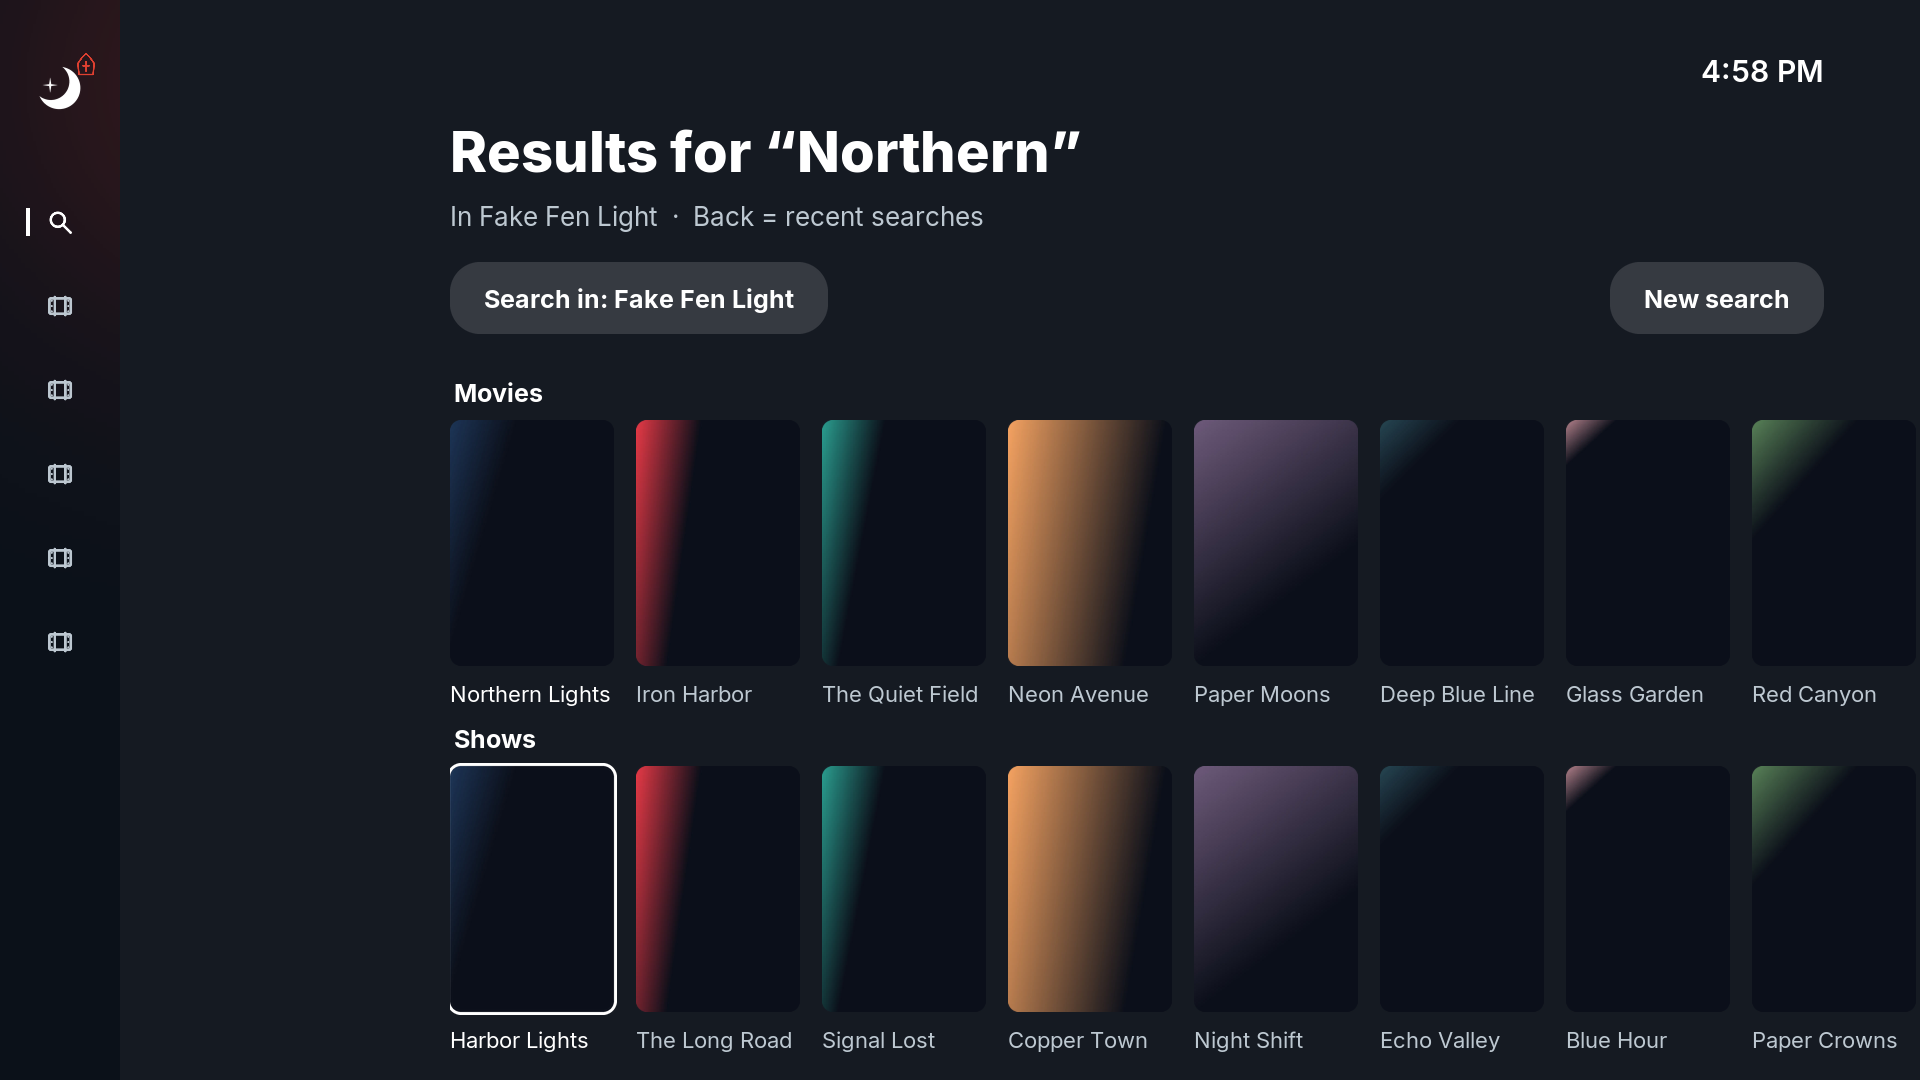 4:58 PM
Results for “Northern”
In Fake Fen Light · Back = recent searches
Search in: Fake Fen Light
New search
Movies
Northern Lights
Iron Harbor
The Quiet Field
Neon Avenue
Paper Moons
Deep Blue Line
Glass Garden
Red Canyon
Shows
Harbor Lights
The Long Road
Signal Lost
Copper Town
Night Shift
Echo Valley
Blue Hour
Paper Crowns